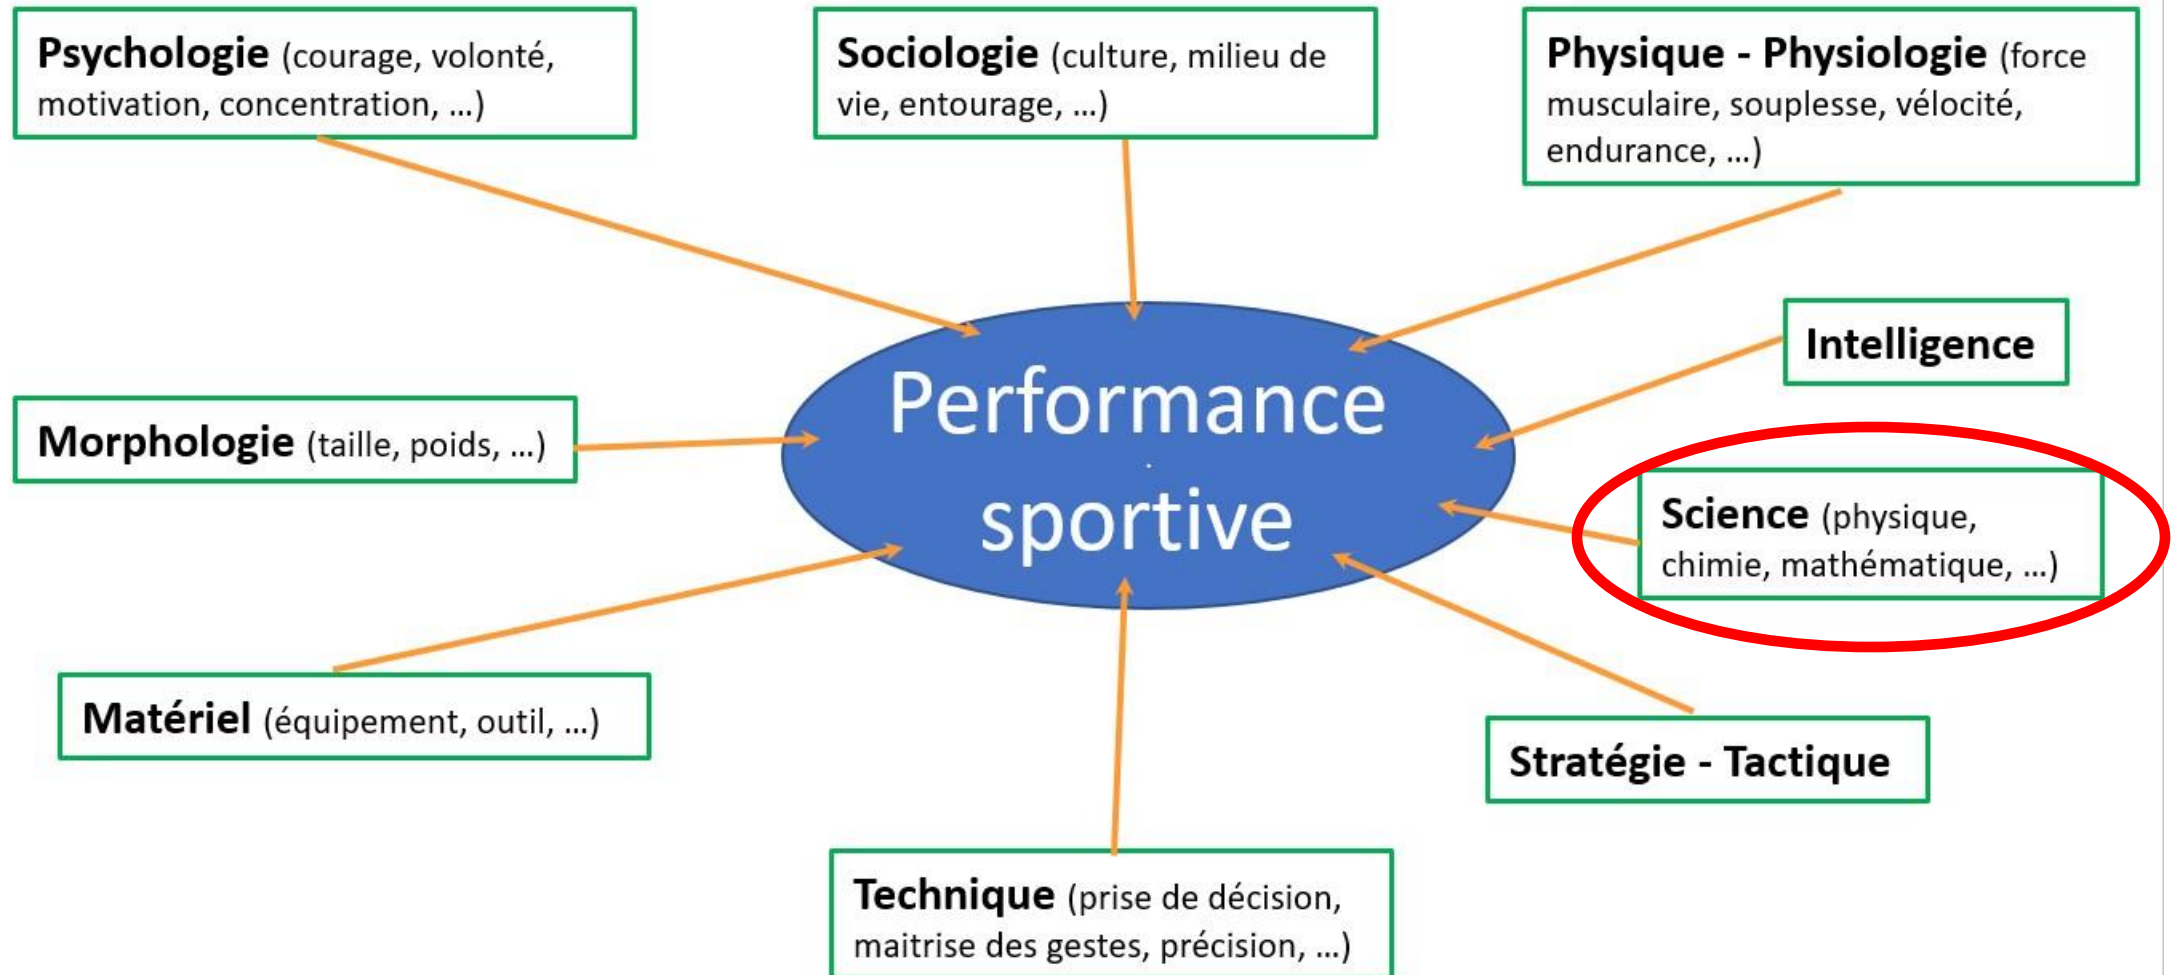 Psychologie (courage, volonté,
motivation, concentration, ...)
Sociologie (culture, milieu de
vie, entourage, ...)
Physique - Physiologie (force
musculaire, souplesse, vélocité,
endurance, ...)
Intelligence
Performance
sportive
Morphologie (taille, poids, ...)
Science (physique,
chimie, mathématique, ...)
Matériel (équipement, outil, ...)
Stratégie - Tactique
Technique (prise de décision,
maitrise des gestes, précision, ...)